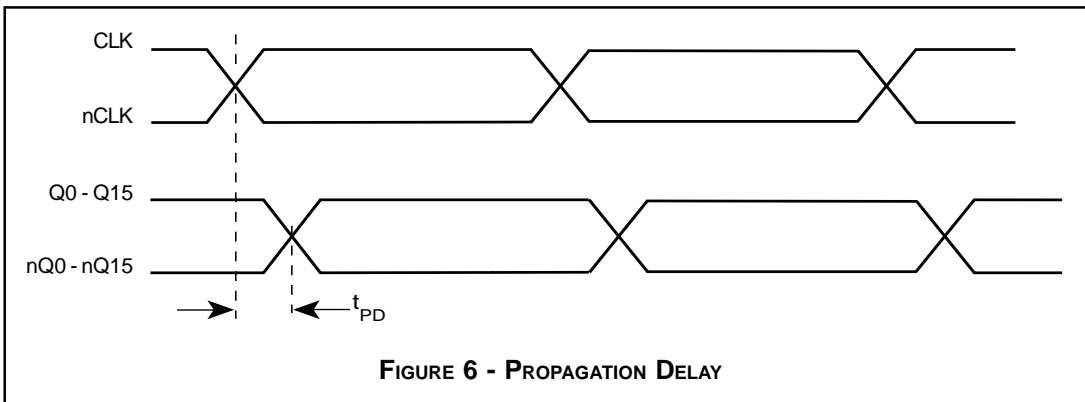 CLK
nCLK
Q0 - Q15
nQ0 - nQ15
tPD
FIGURE 6 - PROPAGATION DELAY